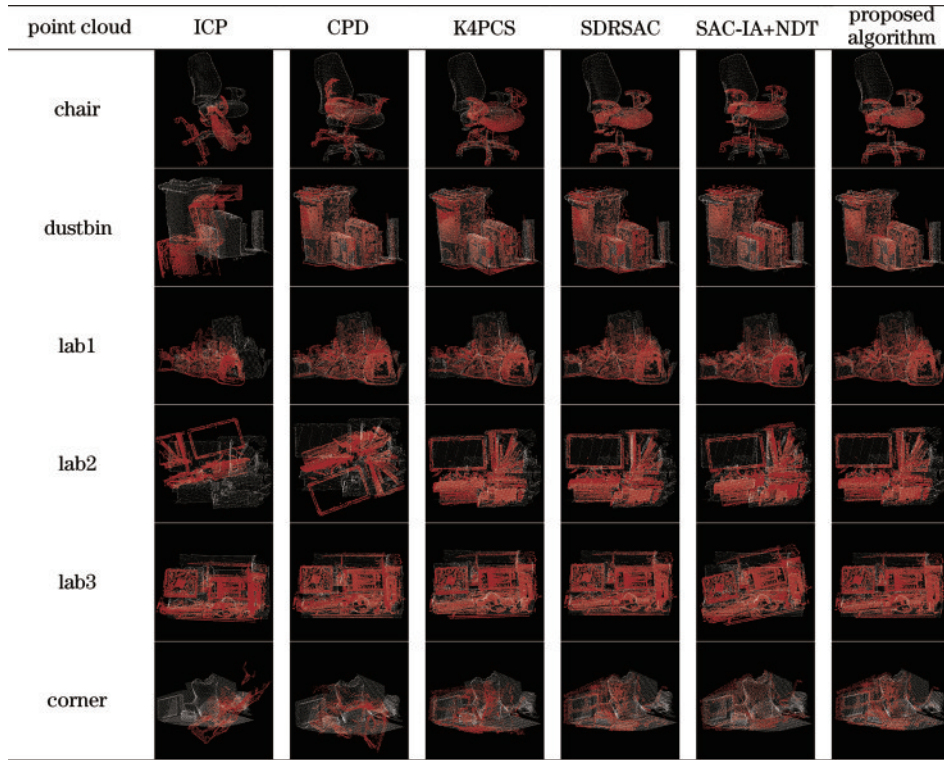 point cloud ICP CPD K4PCS SDRSAC SAC-IA+NDT proposed algorithm
chair
dustbin
lab1
lab2
lab3
corner